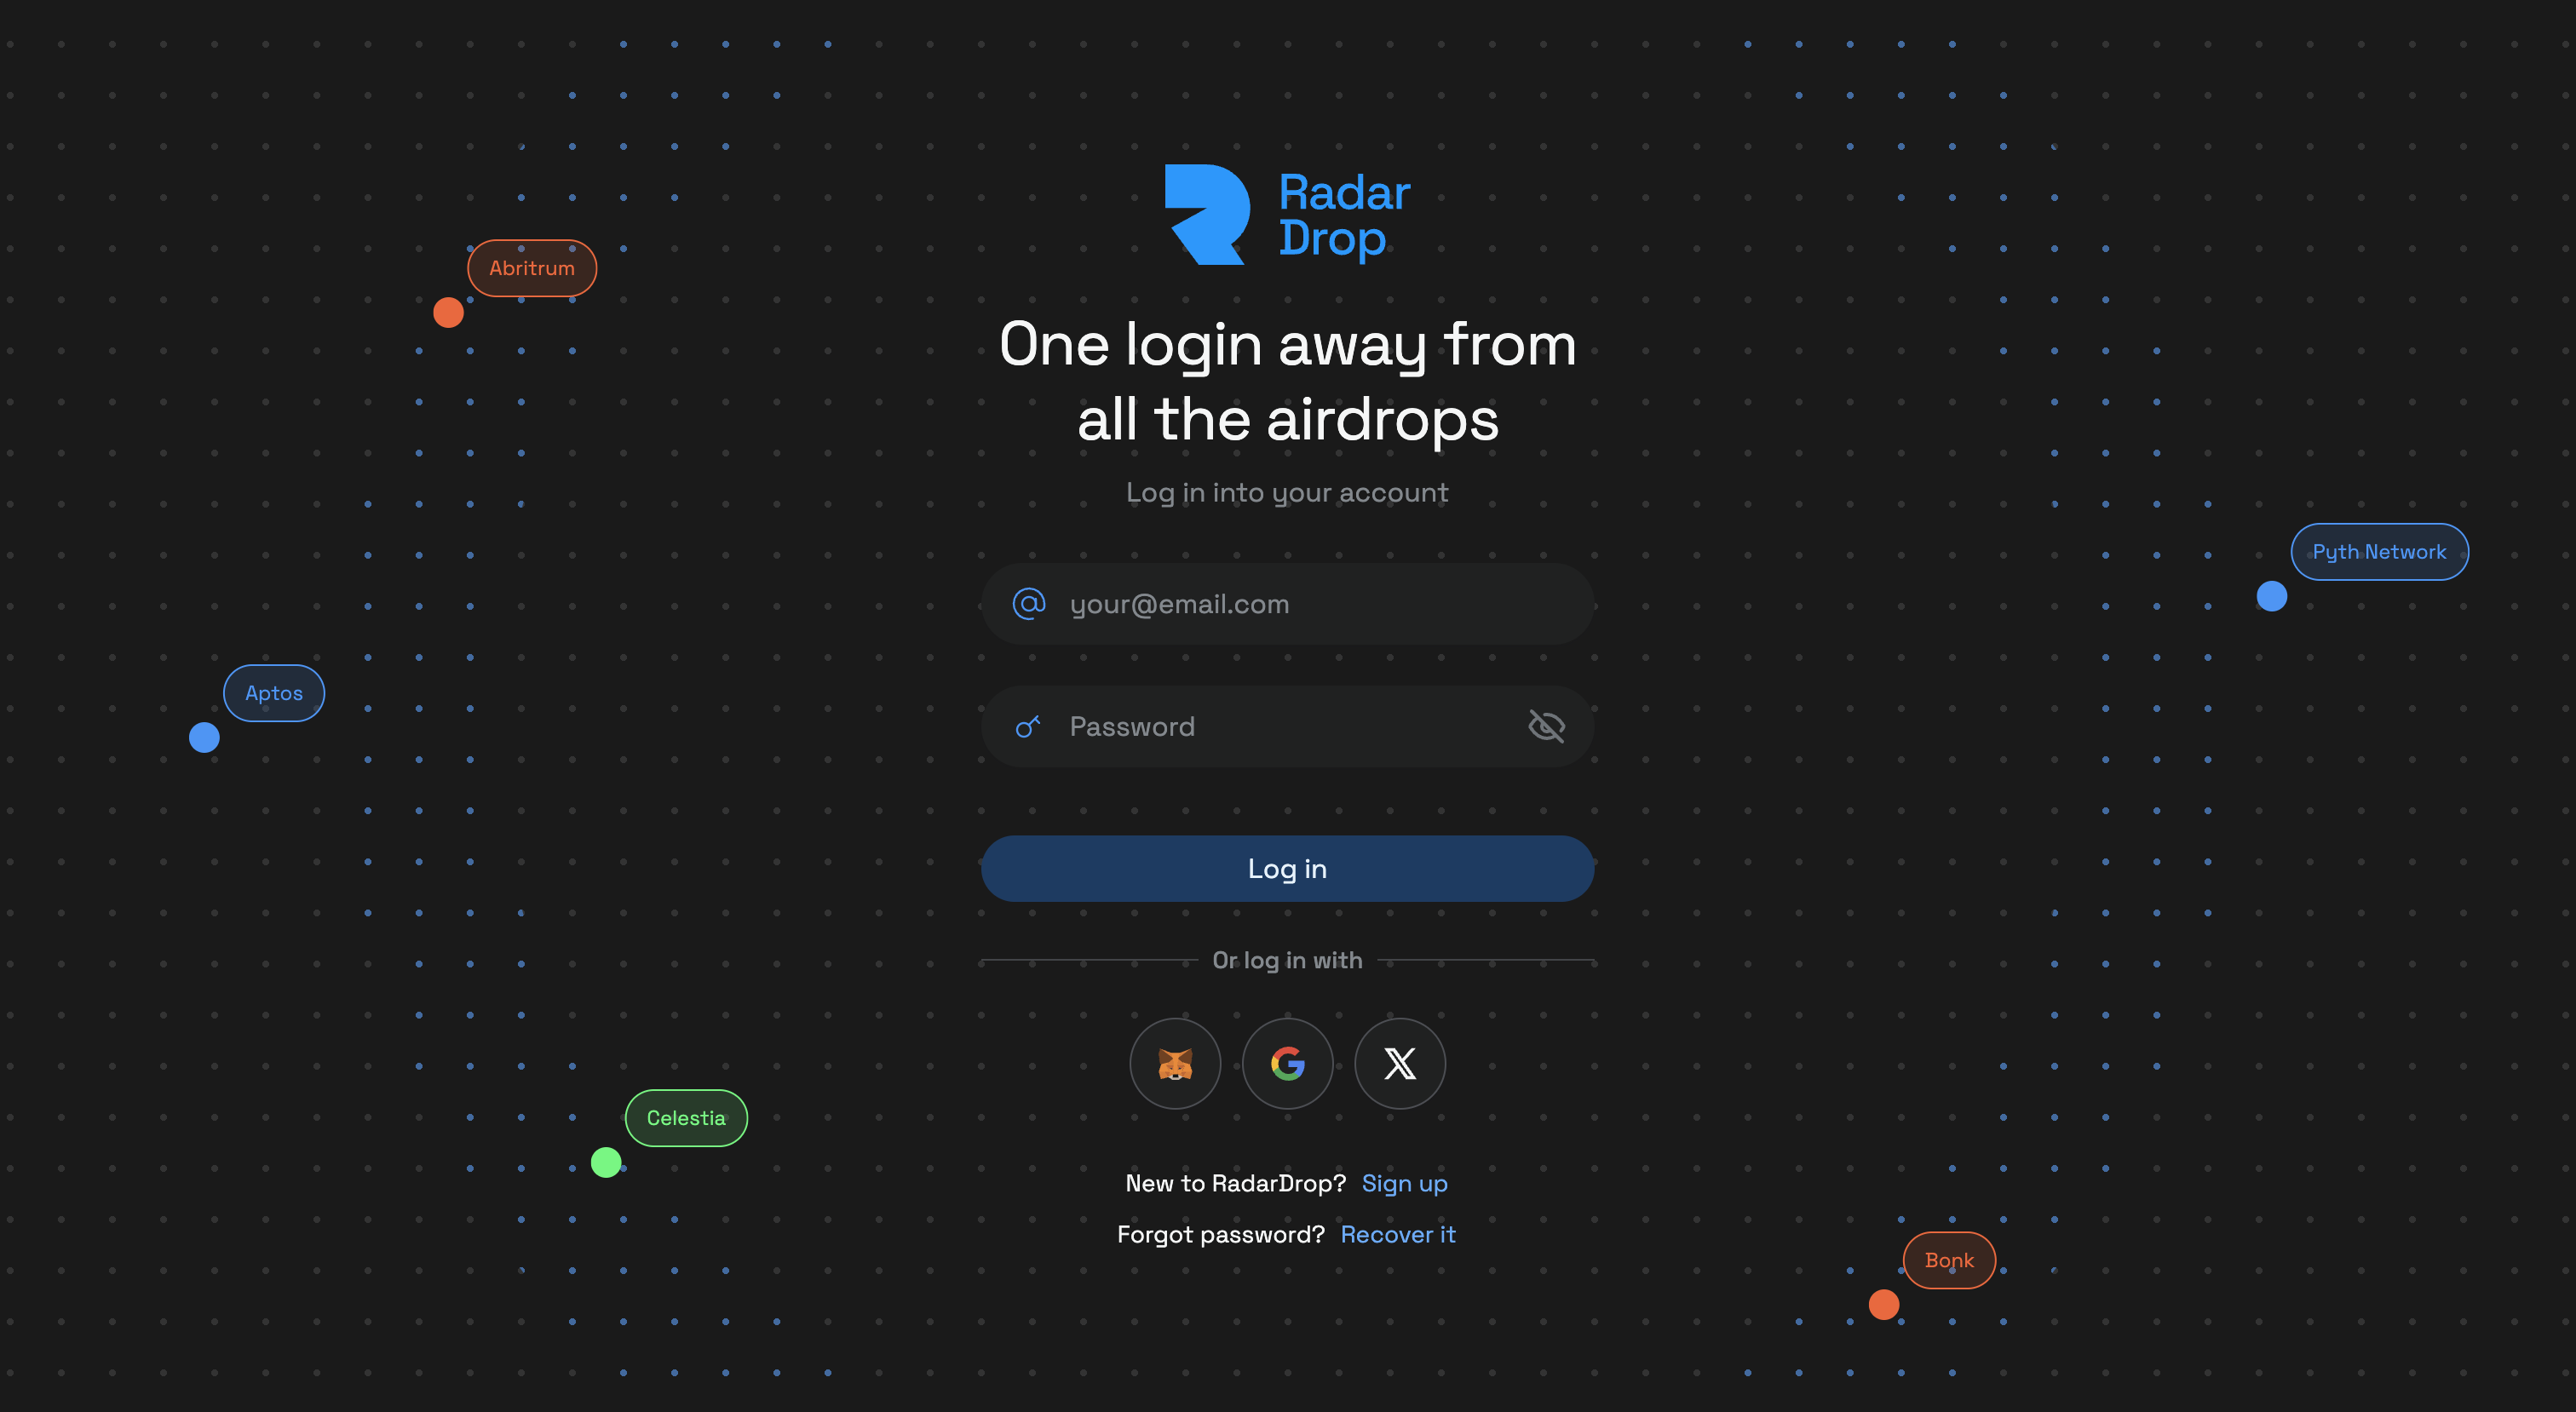 Radar
Drop
One login away from
all the airdrops
Log in into your account
your@email.com
Password
Log in
Or log in with
New to RadarDrop? Sign up
Forgot password? Recover it
Abritrum
Aptos
Celestia
Pyth Network
Bonk